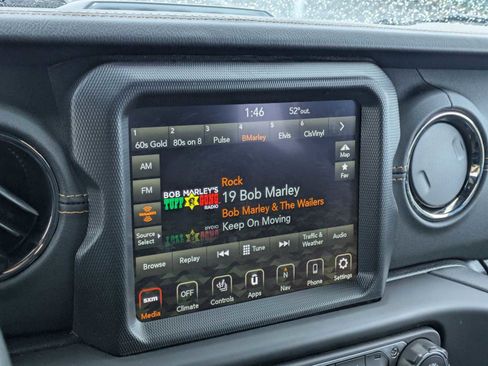 1:46 52°out.
1 2 3 4 5 6
60s Gold 80s on 8 Pulse BMarley Elvis ClsVinyl
AM
FM
SIRIUSXM
Source
Select
Map
Fav
BOB MARLEY'S
TUFF GONG
RADIO
Rock
19 Bob Marley
Bob Marley & The Wailers
Keep On Moving
Browse Replay Tune Traffic &
Weather Audio
sxm OFF N
Media Climate Controls Apps Nav Phone Settings